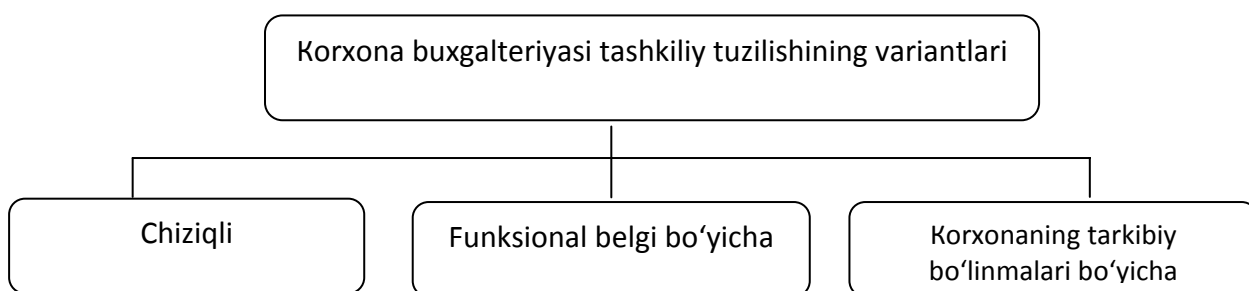 Korxona buxgalteriyasi tashkiliy tuzilishining variantlari
Chiziqli
Funksional belgi bo‘yicha
Korxonaning tarkibiy
bo‘linmalari bo‘yicha